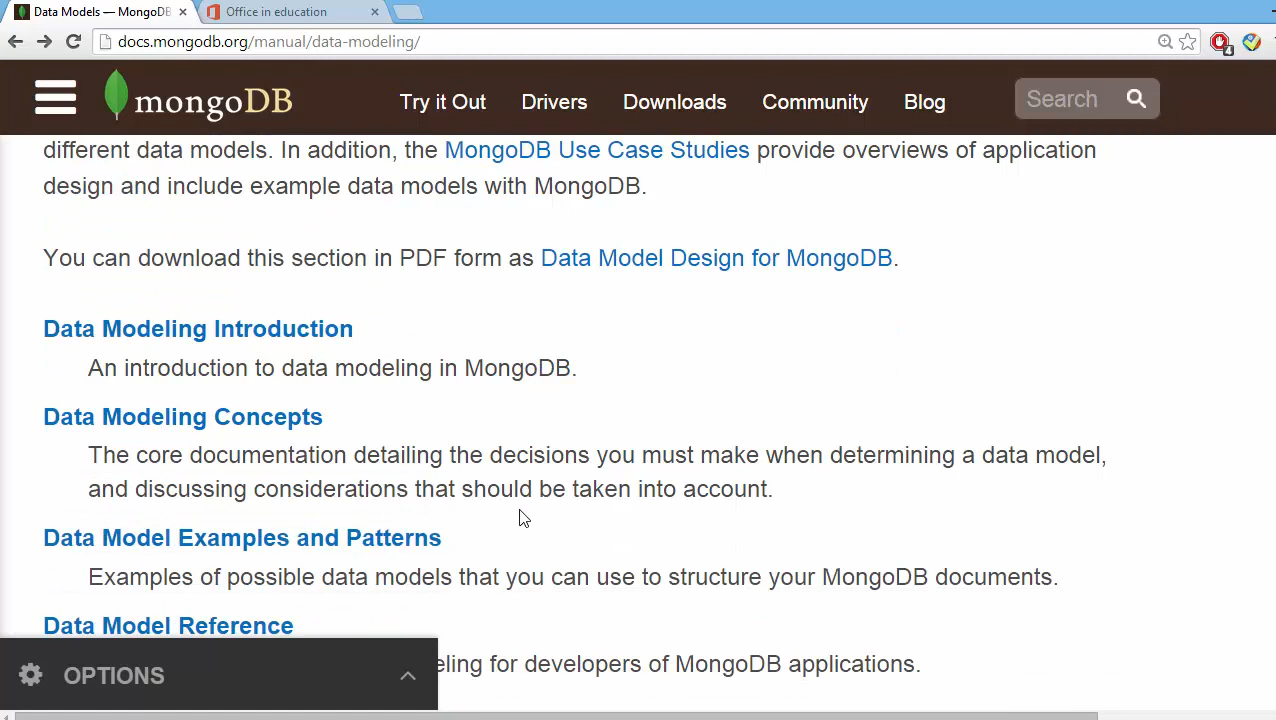 Data Models — MongoDB
Office in education
docs.mongodb.org/manual/data-modeling/
4
mongoDB
Try it Out
Drivers
Downloads
Community
Blog
Search
different data models. In addition, the MongoDB Use Case Studies provide overviews of application
design and include example data models with MongoDB.
You can download this section in PDF form as Data Model Design for MongoDB.
Data Modeling Introduction
An introduction to data modeling in MongoDB.
Data Modeling Concepts
The core documentation detailing the decisions you must make when determining a data model,
and discussing considerations that should be taken into account.
Data Model Examples and Patterns
Examples of possible data models that you can use to structure your MongoDB documents.
Data Model Reference
eling for developers of MongoDB applications.
OPTIONS